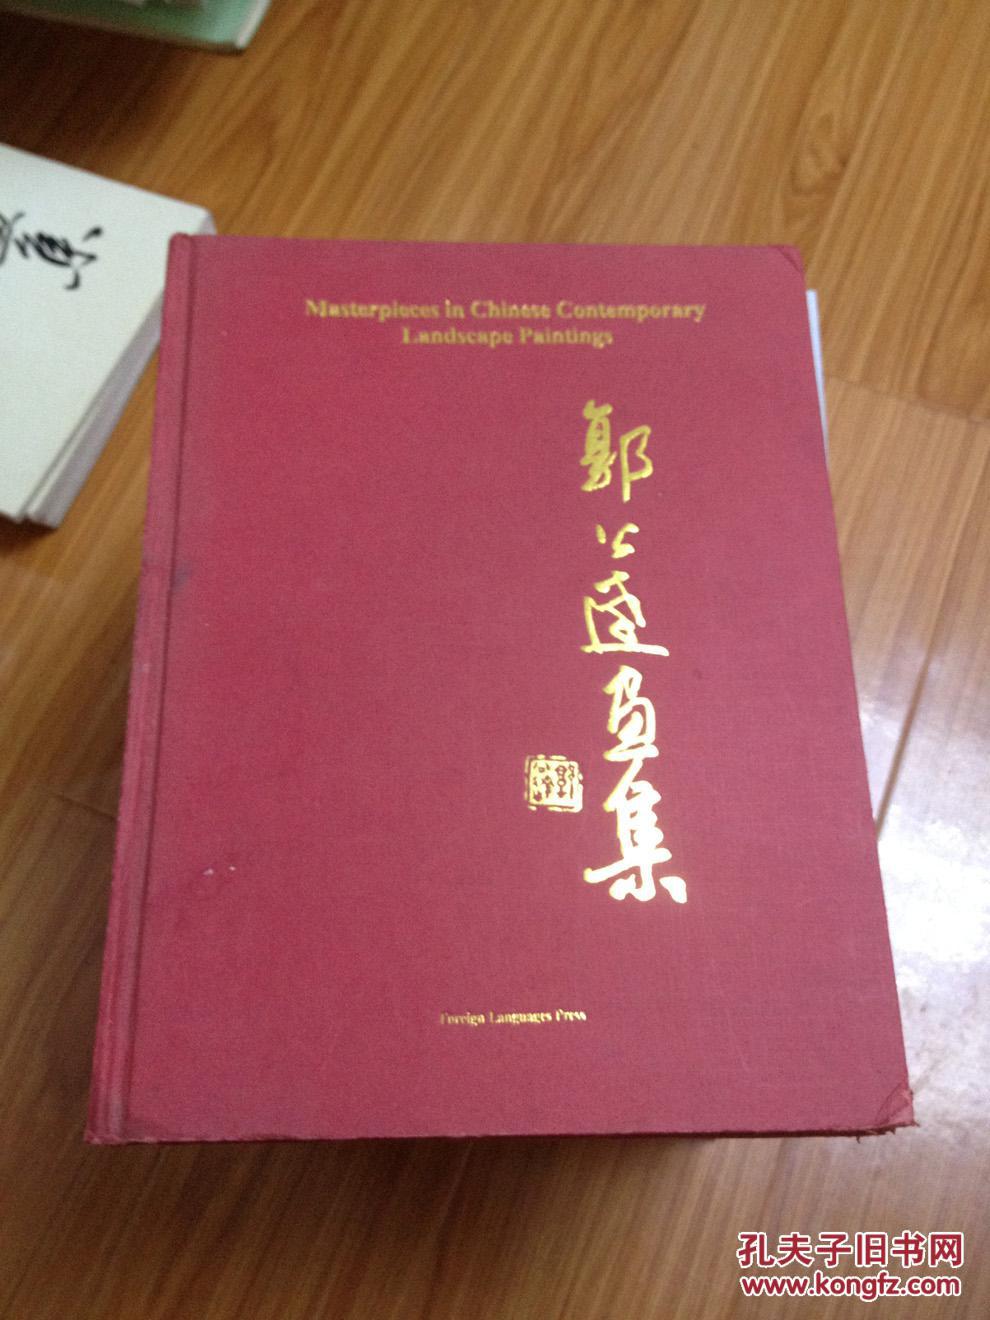 Masterpieces in Chinese Contemporary
Landscape Paintings
郭公达画集
Foreign Languages Press
集
孔夫子旧书网
www.kongfz.com